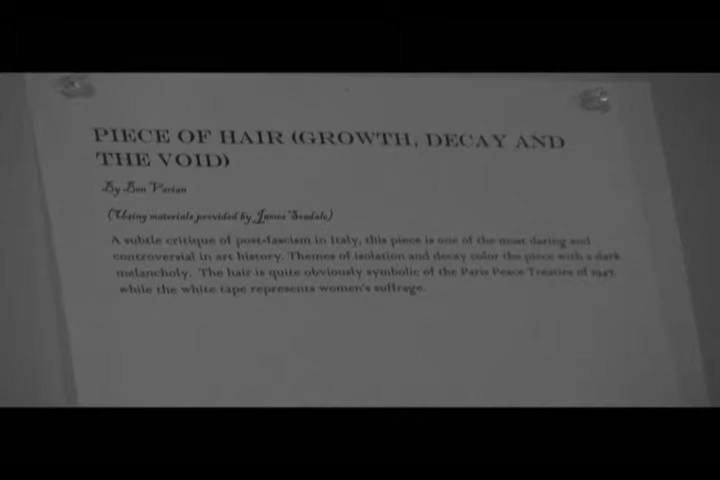 PIECE OF HAIR (GROWTH, DECAY AND
THE VOID)
By Ben Varian
(Using materials provided by James Scudale)
A subtle critique of post-fascism in Italy, this piece is one of the most daring and
controversial in art history. Themes of isolation and decay color the piece with a dark
melancholy. The hair is quite obviously symbolic of the Paris Peace Treaties of 1947,
while the white tape represents women's suffrage.